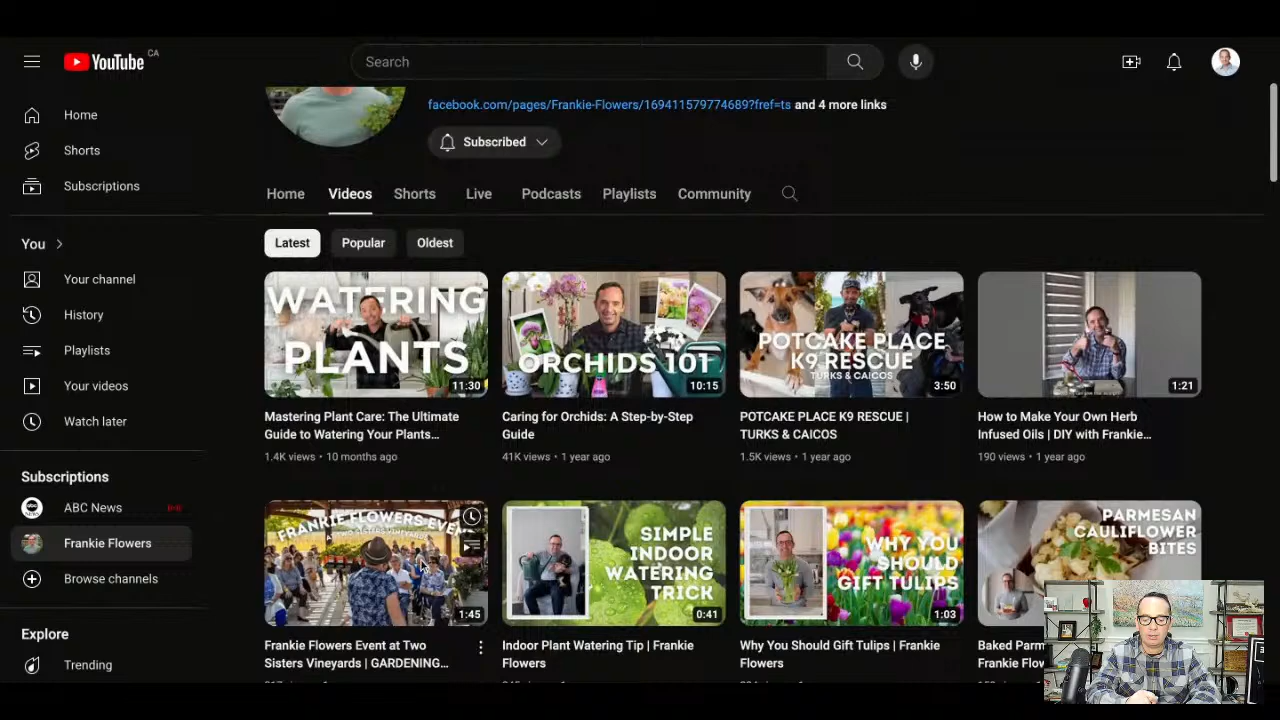 YouTube CA
Search
facebook.com/pages/Frankie-Flowers/169411579774689?fref=ts and 4 more links
Subscribed
Home
Shorts
Subscriptions
You
Your channel
History
Playlists
Your videos
Watch later
Subscriptions
ABC News
Frankie Flowers
Browse channels
Explore
Trending
Home Videos Shorts Live Podcasts Playlists Community
Latest Popular Oldest
WATERING
PLANTS
11:30
Mastering Plant Care: The Ultimate
Guide to Watering Your Plants...
1.4K views • 10 months ago
ORCHIDS 101
10:15
Caring for Orchids: A Step-by-Step
Guide
41K views • 1 year ago
POTCAKE PLACE
K9 RESCUE
TURKS & CAICOS
3:50
POTCAKE PLACE K9 RESCUE |
TURKS & CAICOS
1.5K views • 1 year ago
1:21
How to Make Your Own Herb
Infused Oils | DIY with Frankie...
190 views • 1 year ago
FRANKIE FLOWERS EVENT
TWO SISTERS VINEYARDS
1:45
Frankie Flowers Event at Two
Sisters Vineyards | GARDENING...
SIMPLE
INDOOR
WATERING
TRICK
0:41
Indoor Plant Watering Tip | Frankie
Flowers
WHY YOU
SHOULD
GIFT TULIPS
1:03
Why You Should Gift Tulips | Frankie
Flowers
PARMESAN
CAULIFLOWER
BITES
Baked Parm
Frankie Flo